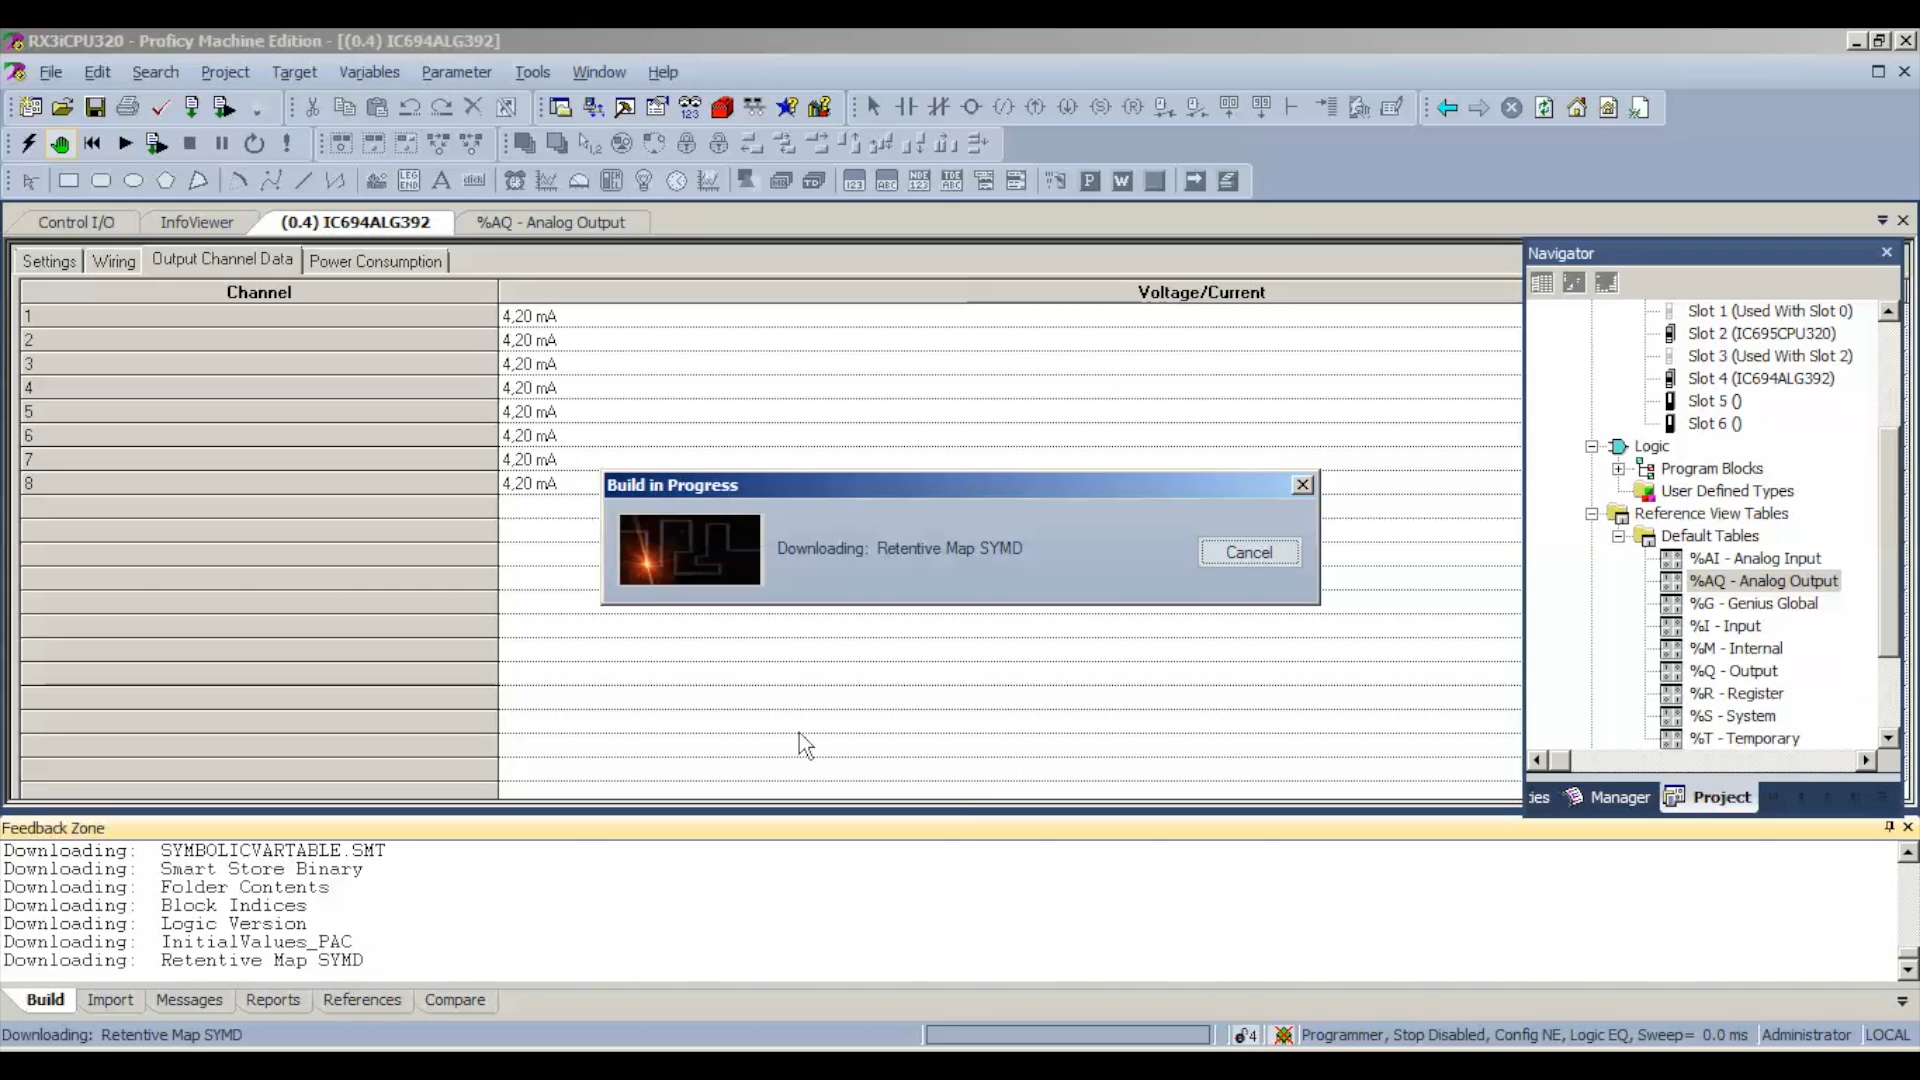 RX3iCPU320 - Proficy Machine Edition - [(0.4) IC694ALG392]
File Edit Search Project Target Variables Parameter Tools Window Help
Control I/O InfoViewer (0.4) IC694ALG392 %AQ - Analog Output
Settings Wiring Output Channel Data Power Consumption
Channel Voltage/Current
1 4,20 mA
2 4,20 mA
3 4,20 mA
4 4,20 mA
5 4,20 mA
6 4,20 mA
7 4,20 mA
8 4,20 mA
Build in Progress
Downloading: Retentive Map SYMD
Cancel
Navigator
Slot 1 (Used With Slot 0)
Slot 2 (IC695CPU320)
Slot 3 (Used With Slot 2)
Slot 4 (IC694ALG392)
Slot 5 ()
Slot 6 ()
Logic
Program Blocks
User Defined Types
Reference View Tables
Default Tables
%AI - Analog Input
%AQ - Analog Output
%G - Genius Global
%I - Input
%M - Internal
%Q - Output
%R - Register
%S - System
%T - Temporary
ies Manager Project
Feedback Zone
Downloading: SYMBOLICVARTABLE.SMT
Downloading: Smart Store Binary
Downloading: Folder Contents
Downloading: Block Indices
Downloading: Logic Version
Downloading: InitialValues_PAC
Downloading: Retentive Map SYMD
Build Import Messages Reports References Compare
Downloading: Retentive Map SYMD 4 Programmer, Stop Disabled, Config NE, Logic EQ, Sweep= 0.0 ms Administrator LOCAL